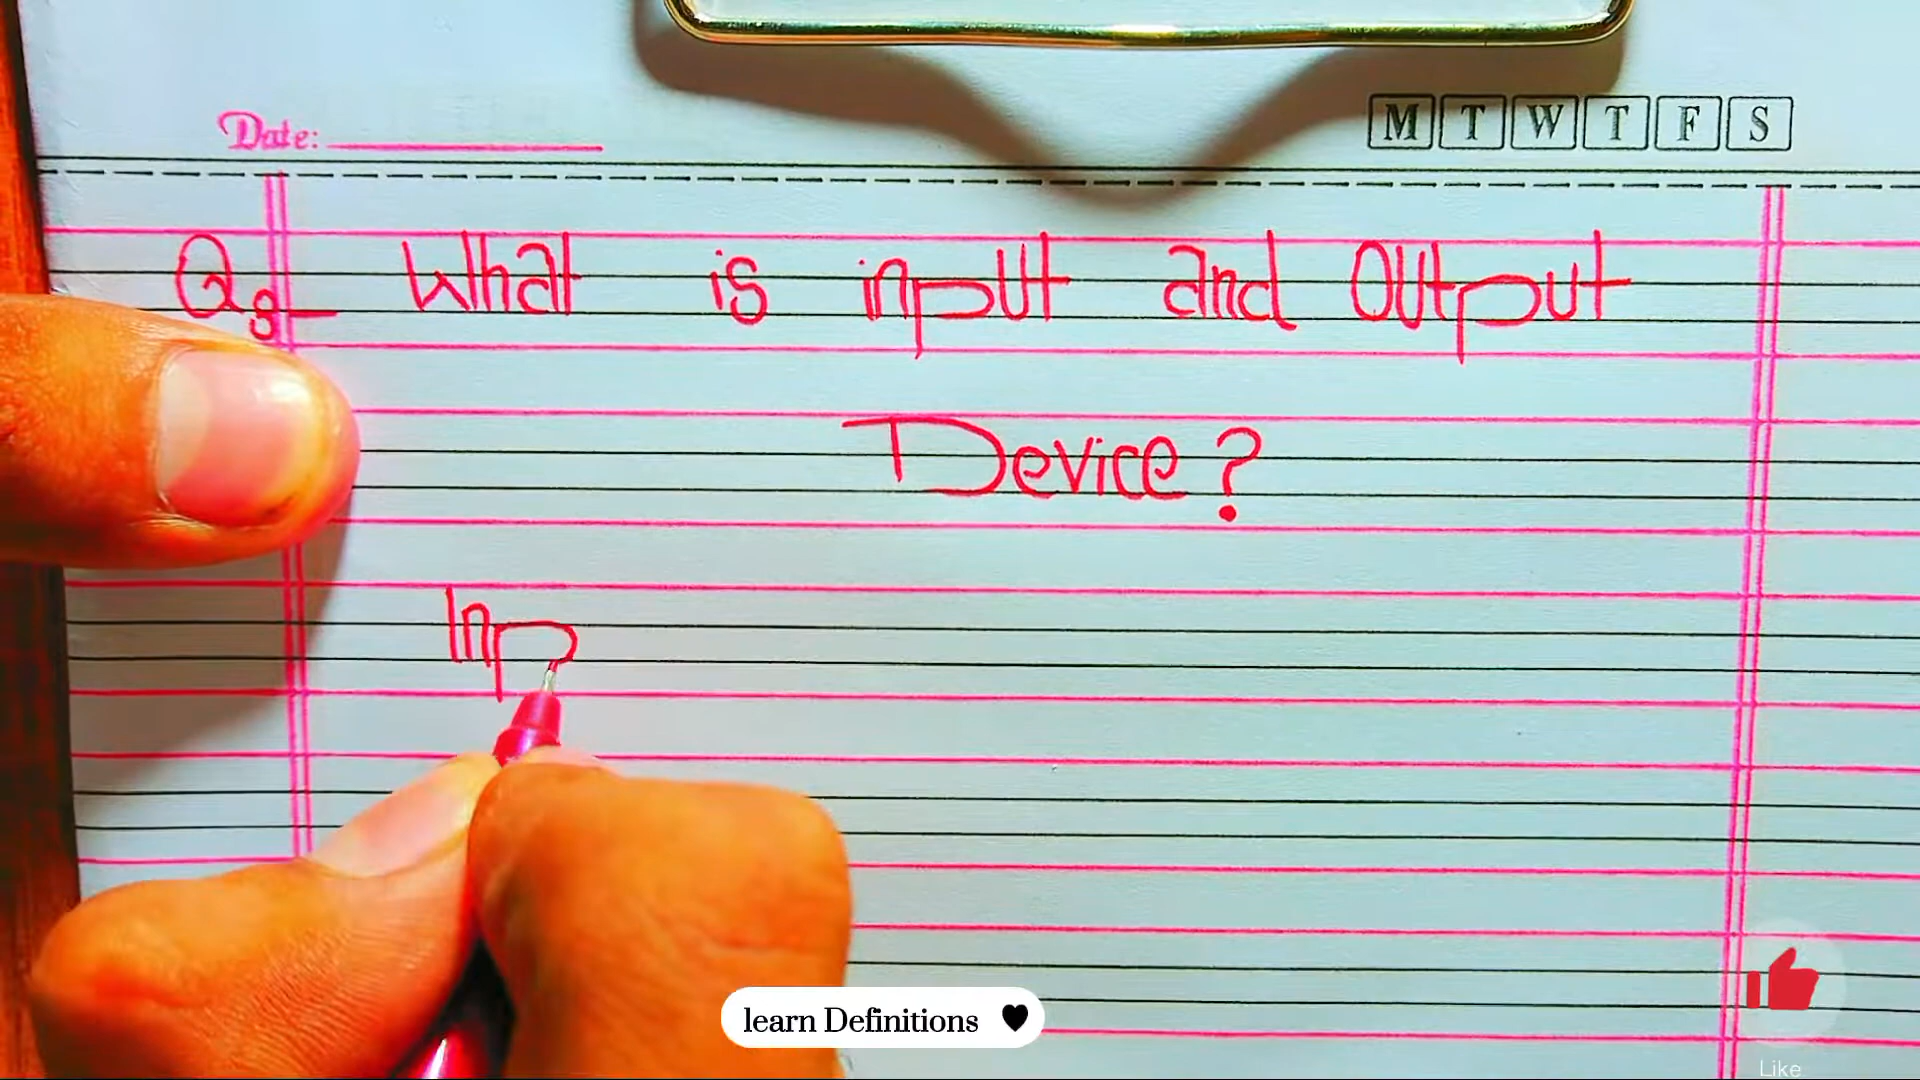 Date:
M T W T F S
Q8_ What is input and Output
Device?
Inp
learn Definitions ♥
Like